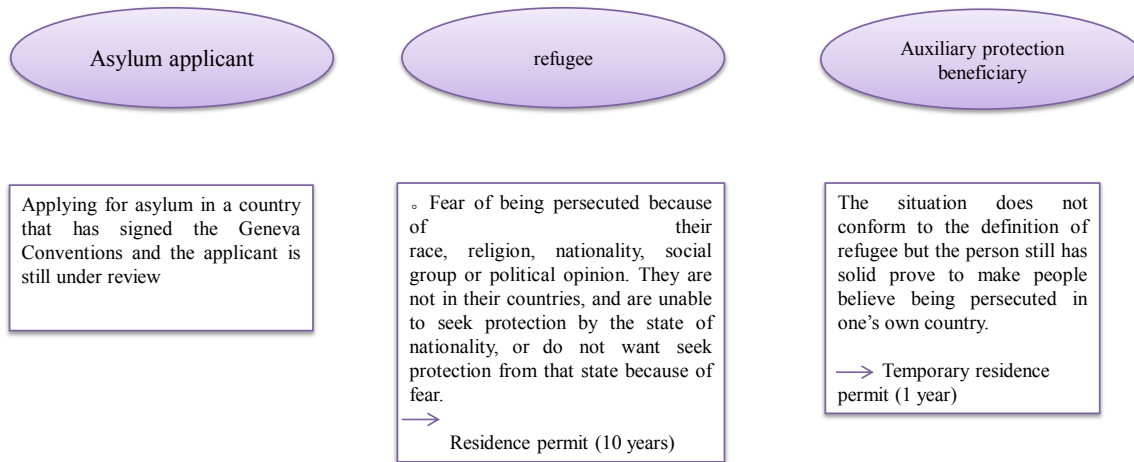 Asylum applicant
refugee
Auxiliary protection
beneficiary
Applying for asylum in a country
that has signed the Geneva
Conventions and the applicant is
still under review
。Fear of being persecuted because
of their
race, religion, nationality, social
group or political opinion. They are
not in their countries, and are unable
to seek protection by the state of
nationality, or do not want seek
protection from that state because of
fear.
Residence permit (10 years)
The situation does not
conform to the definition of
refugee but the person still has
solid prove to make people
believe being persecuted in
one’s own country.
Temporary residence
permit (1 year)